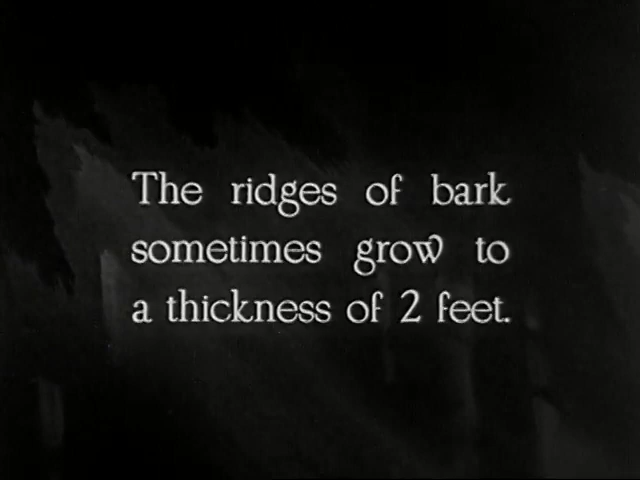 The ridges of bark
sometimes grow to
a thickness of 2 feet.